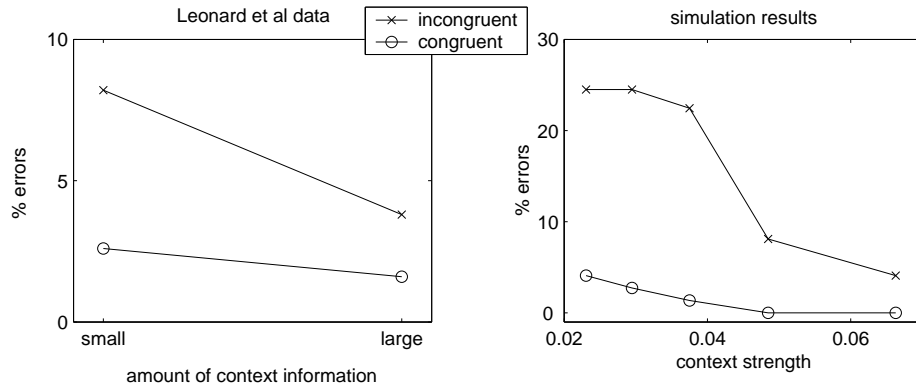 Leonard et al data
incongruent
congruent
simulation results
10
5
0
% errors
small
large
amount of context information
30
20
10
0
% errors
0.02
0.04
0.06
context strength